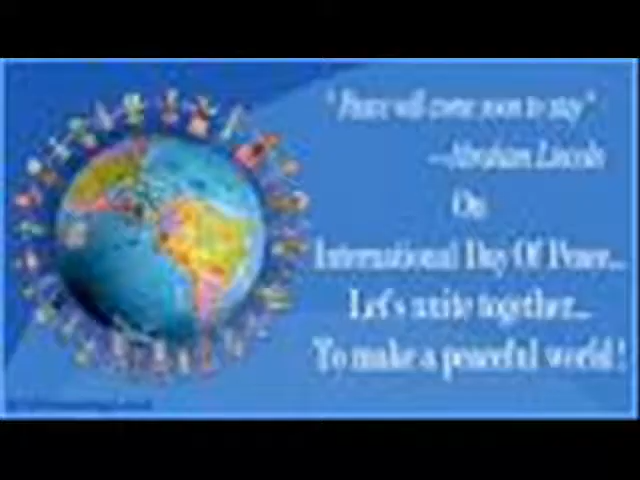 "Peace will come soon to stay"
—Abraham Lincoln
On
International Day Of Peace...
Let's unite together...
To make a peaceful world!